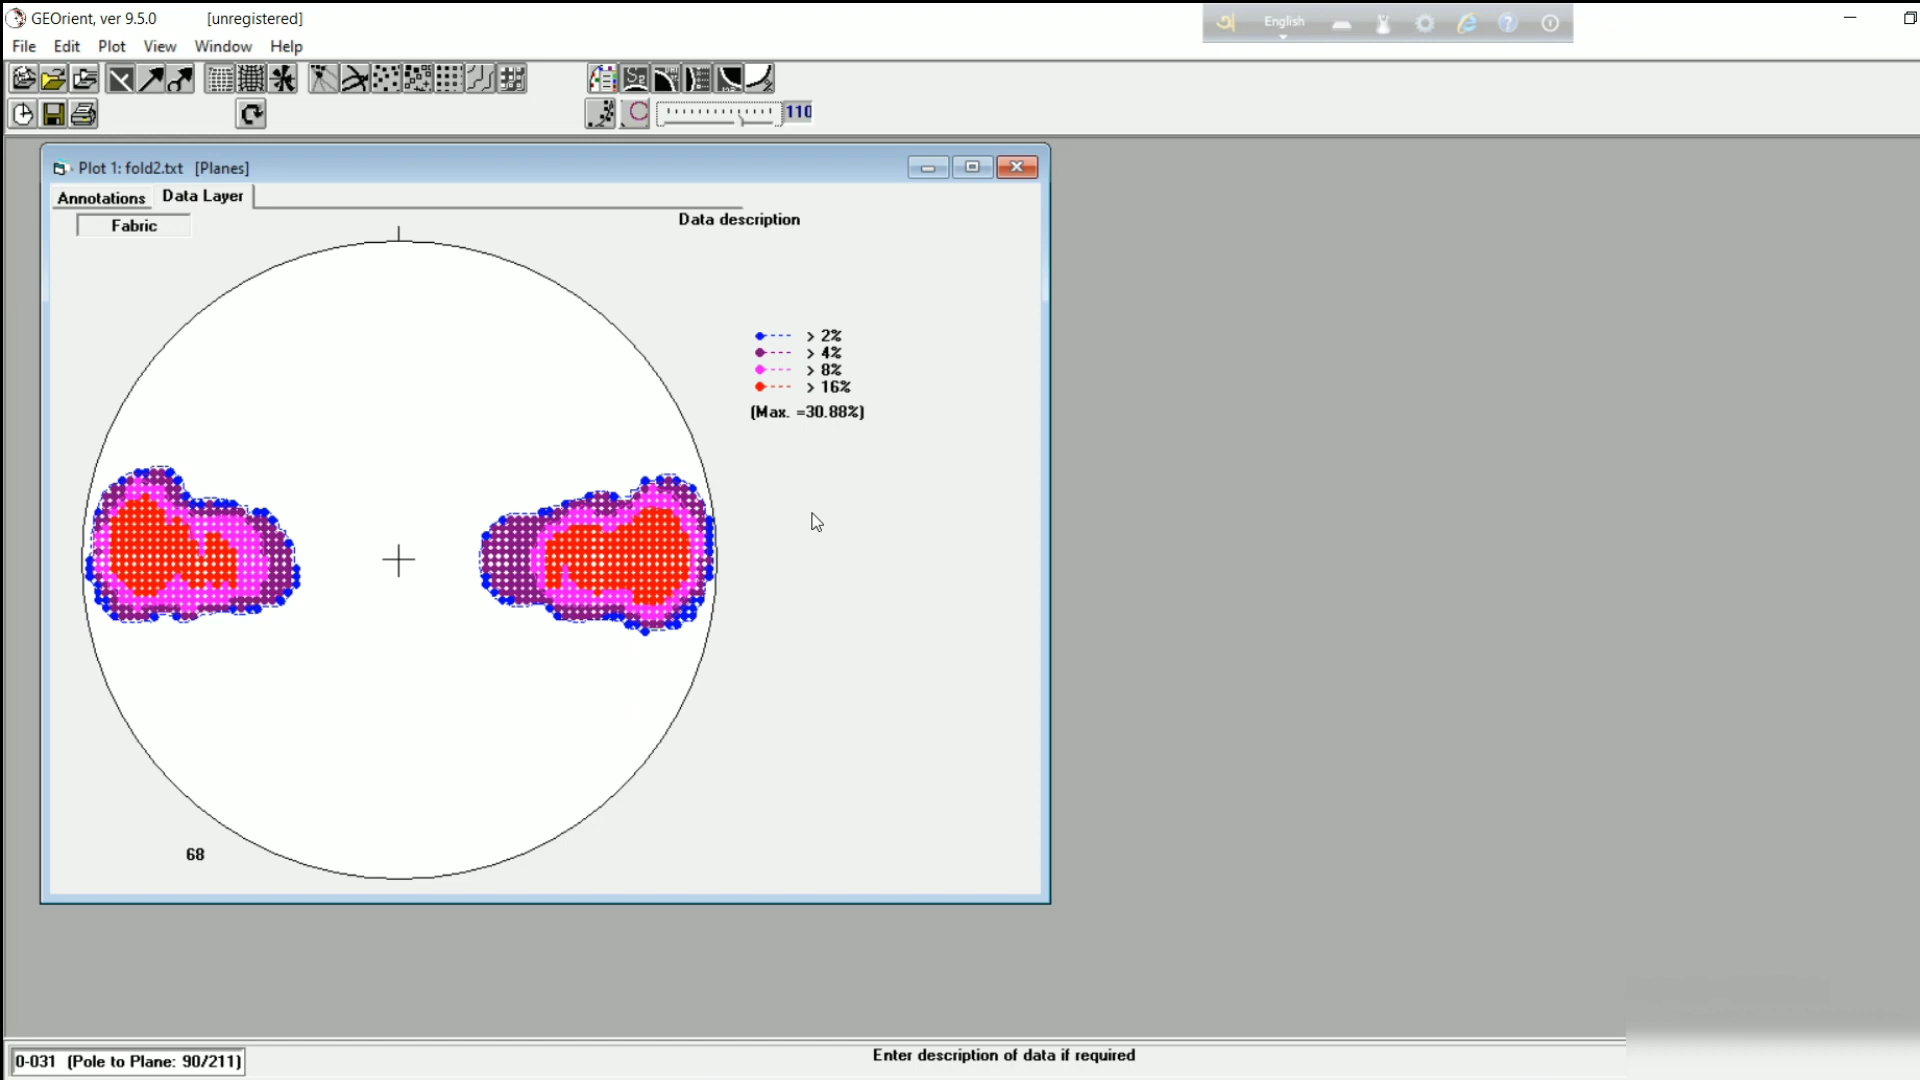 GEOrient, ver 9.5.0 [unregistered]
English
File Edit Plot View Window Help
110
Plot 1: fold2.txt [Planes]
Annotations Data Layer
Fabric
Data description
> 2%
> 4%
> 8%
> 16%
(Max. =30.88%)
68
0-031 (Pole to Plane: 90/211)
Enter description of data if required